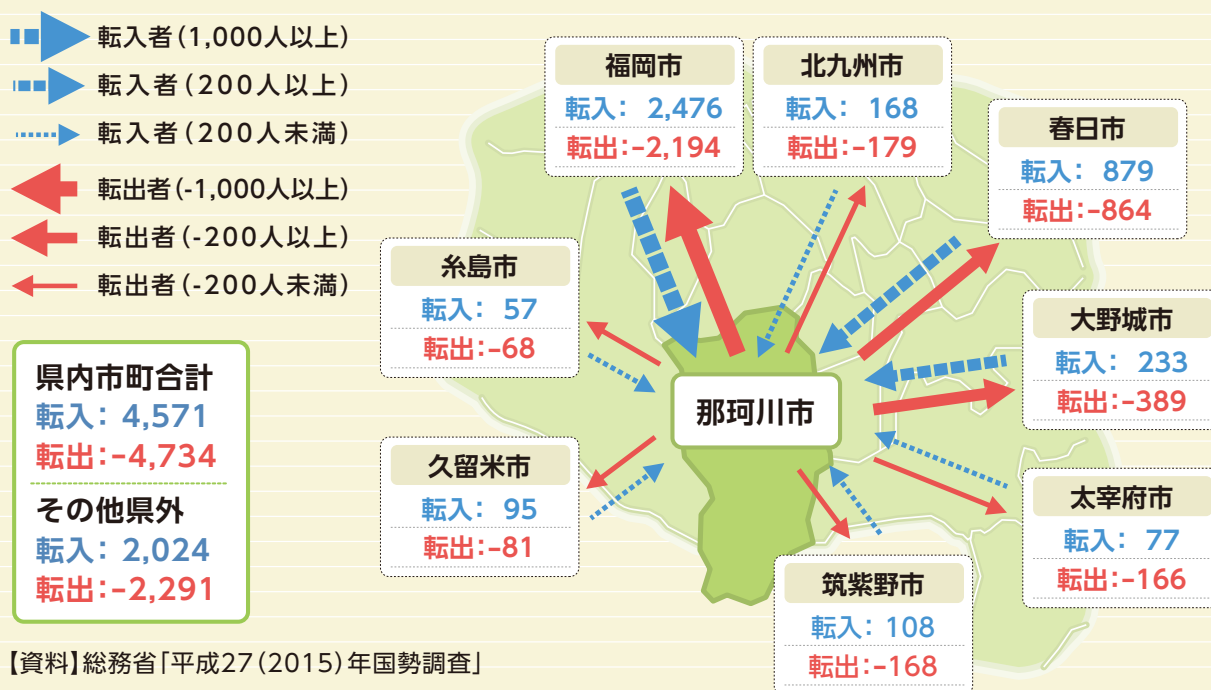 転入者(1,000人以上)
転入者(200人以上)
転入者(200人未満)
転出者(-1,000人以上)
転出者(-200人以上)
転出者(-200人未満)
県内市町合計
転入: 4,571
転出:-4,734
その他県外
転入: 2,024
転出:-2,291
福岡市
転入: 2,476
転出:-2,194
北九州市
転入: 168
転出:-179
春日市
転入: 879
転出:-864
糸島市
転入: 57
転出:-68
大野城市
転入: 233
転出:-389
那珂川市
久留米市
転入: 95
転出:-81
太宰府市
転入: 77
転出:-166
筑紫野市
転入: 108
転出:-168
【資料】総務省「平成27(2015)年国勢調査」